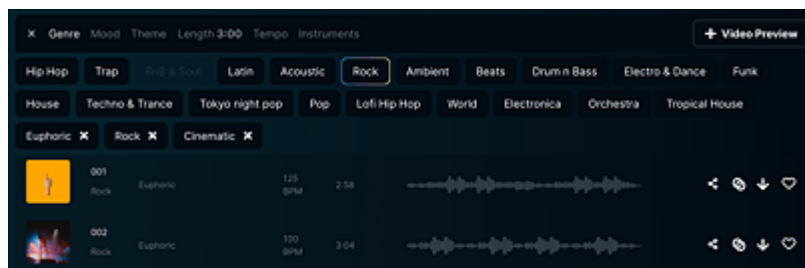 × Genre Mood Theme Length 3:00 Tempo Instruments + Video Preview
Hip Hop Trap RnB & Soul Latin Acoustic Rock Ambient Beats Drum n Bass Electro & Dance Funk
House Techno & Trance Tokyo night pop Pop Lofi Hip Hop World Electronica Orchestra Tropical House
Euphoric × Rock × Cinematic ×
001
Rock Euphoric 125 BPM 2:58
002
Rock Euphoric 100 BPM 3:04